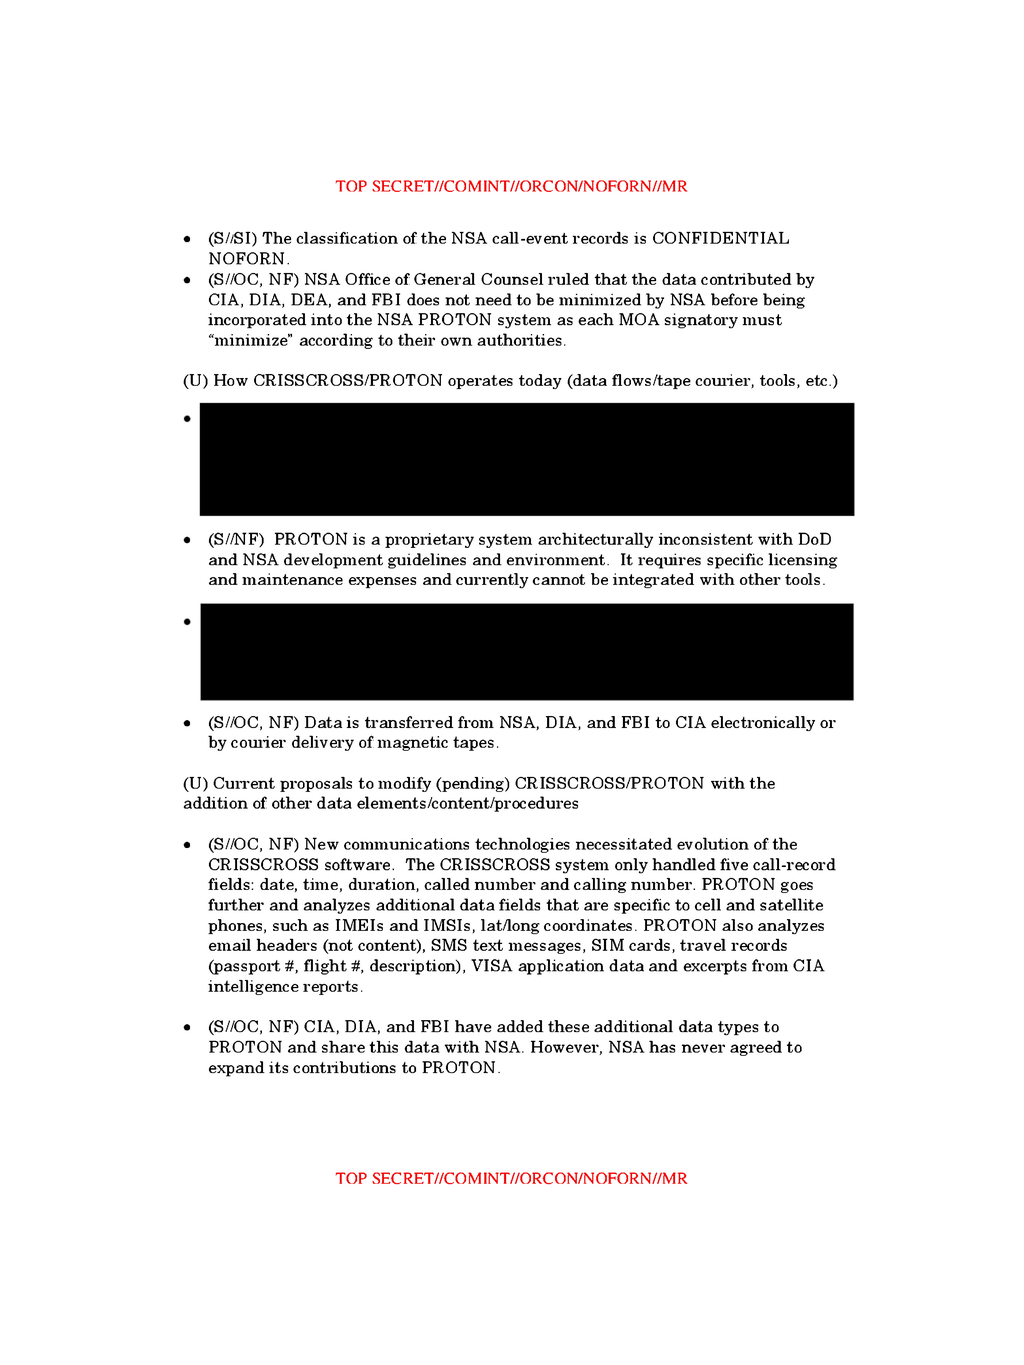 TOP SECRET//COMINT//ORCON/NOFORN//MR
• (S//SI) The classification of the NSA call-event records is CONFIDENTIAL
NOFORN.
• (S//OC, NF) NSA Office of General Counsel ruled that the data contributed by
CIA, DIA, DEA, and FBI does not need to be minimized by NSA before being
incorporated into the NSA PROTON system as each MOA signatory must
“minimize” according to their own authorities.
(U) How CRISSCROSS/PROTON operates today (data flows/tape courier, tools, etc.)
•
• (S//NF)  PROTON is a proprietary system architecturally inconsistent with DoD
and NSA development guidelines and environment.  It requires specific licensing
and maintenance expenses and currently cannot be integrated with other tools.
•
• (S//OC, NF) Data is transferred from NSA, DIA, and FBI to CIA electronically or
by courier delivery of magnetic tapes.
(U) Current proposals to modify (pending) CRISSCROSS/PROTON with the
addition of other data elements/content/procedures
• (S//OC, NF) New communications technologies necessitated evolution of the
CRISSCROSS software.  The CRISSCROSS system only handled five call-record
fields: date, time, duration, called number and calling number. PROTON goes
further and analyzes additional data fields that are specific to cell and satellite
phones, such as IMEIs and IMSIs, lat/long coordinates. PROTON also analyzes
email headers (not content), SMS text messages, SIM cards, travel records
(passport #, flight #, description), VISA application data and excerpts from CIA
intelligence reports.
• (S//OC, NF) CIA, DIA, and FBI have added these additional data types to
PROTON and share this data with NSA. However, NSA has never agreed to
expand its contributions to PROTON.
TOP SECRET//COMINT//ORCON/NOFORN//MR